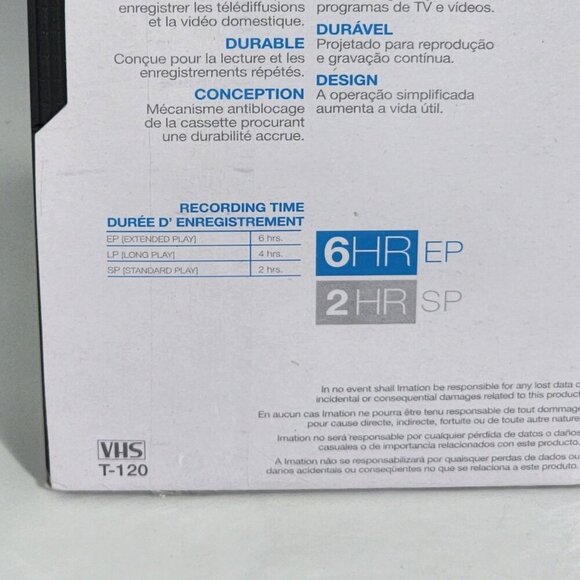 enregistrer les télédiffusions
et la vidéo domestique.
DURABLE
Conçue pour la lecture et les
enregistrements répétés.
CONCEPTION
Mécanisme antiblocage
de la cassette procurant
une durabilité accrue.
programas de TV e vídeos.
DURÁVEL
Projetado para reprodução
e gravação contínua.
DESIGN
A operação simplificada
aumenta a vida útil.
RECORDING TIME
DURÉE D' ENREGISTREMENT
EP [EXTENDED PLAY] 6 hrs.
LP [LONG PLAY] 4 hrs.
SP [STANDARD PLAY] 2 hrs.
6HR EP
2 HR SP
In no event shall Imation be responsible for any lost data
incidental or consequential damages related to this product
En aucun cas Imation ne pourra être tenu responsable de tout dommage
pour cause directe, indirecte, fortuite ou de toute autre nature
Imation no será responsable por cualquier pérdida de datos o daños
casuales o de importancia relacionados con este producto.
A Imation não se responsabilizará por quaisquer perdas de dados ou
danos acidentais ou conseqüentes no que se relaciona a este produto.
VHS
T-120